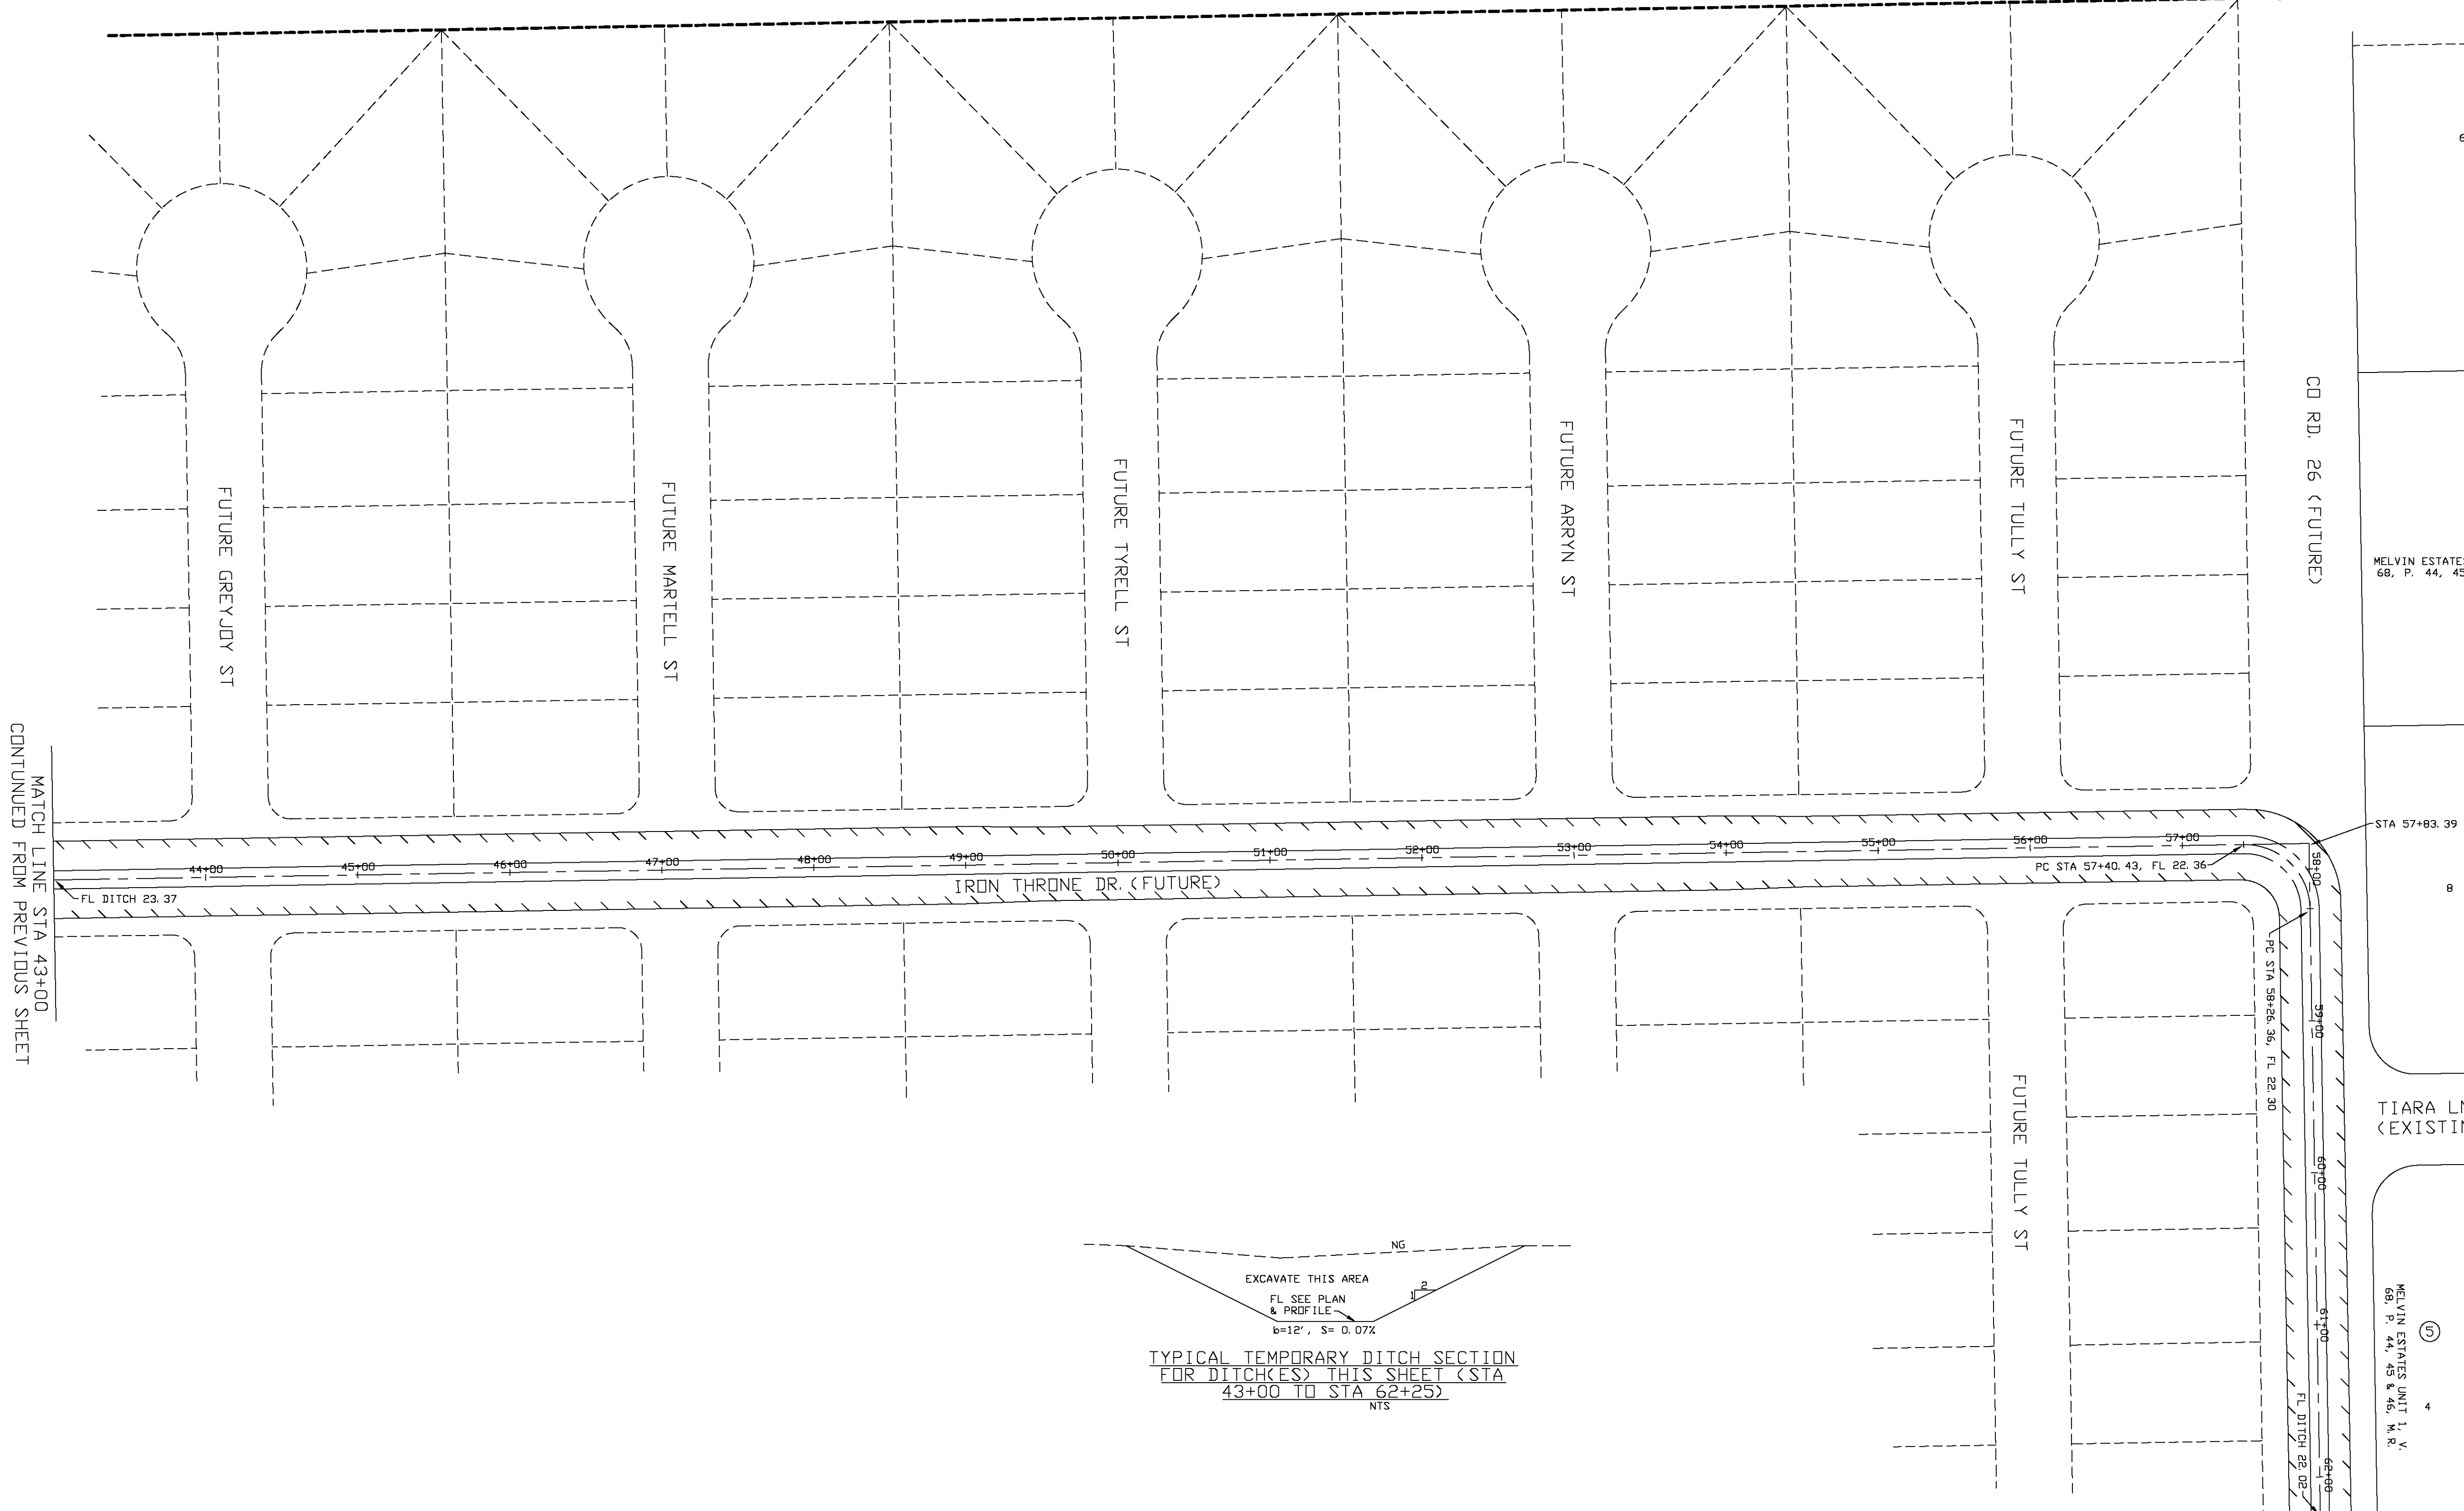 6
CO RD. 26 (FUTURE)
FUTURE GREYJOY ST
FUTURE MARTELL ST
FUTURE TYRELL ST
FUTURE ARRYN ST
FUTURE TULLY ST
MELVIN ESTATES
68, P. 44, 45
MATCH LINE STA 43+00
CONTUNUED FROM PREVIOUS SHEET
44+00
45+00
46+00
47+00
48+00
49+00
50+00
51+00
52+00
53+00
54+00
55+00
56+00
57+00
58+00
STA 57+83.39
PC STA 57+40.43, FL 22.36
IRON THRONE DR. (FUTURE)
FL DITCH 23.37
8
PC STA 58+26.36, FL 22.30
59+00
60+00
61+00
62+00
TIARA LN
(EXISTIN
FUTURE TULLY ST
NG
EXCAVATE THIS AREA
2
1
FL SEE PLAN
& PROFILE
b=12', S= 0.07%
TYPICAL TEMPORARY DITCH SECTION
FOR DITCH(ES) THIS SHEET (STA
43+00 TO STA 62+25)
NTS
MELVIN ESTATES UNIT 1, V.
68, P. 44, 45 & 46, M.R.
5
4
FL DITCH 22.02